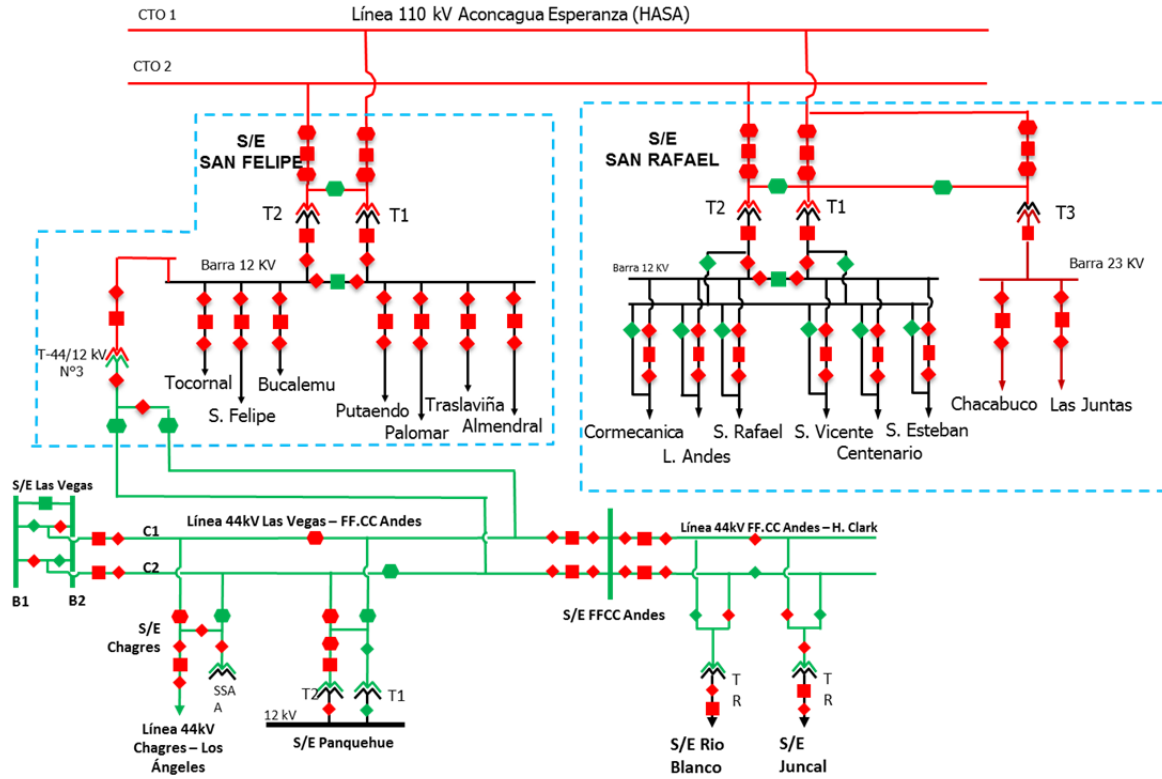 CTO 1
Línea 110 kV Aconcagua Esperanza (HASA)
CTO 2
S/E
SAN FELIPE
S/E
SAN RAFAEL
T2
T1
T2
T1
T3
Barra 12 KV
Barra 12 KV
Barra 23 KV
T-44/12 kV
Nº3
Tocornal
S. Felipe
Bucalemu
Putaendo
Palomar
Traslaviña
Almendral
Cormecanica
L. Andes
S. Rafael
S. Vicente
Centenario
S. Esteban
Chacabuco
Las Juntas
S/E Las Vegas
C1
Línea 44kV Las Vegas – FF.CC Andes
Línea 44kV FF.CC Andes – H. Clark
C2
B1
B2
S/E FFCC Andes
S/E
Chagres
SSA
A
T2
T1
T
R
T
R
12 kV
Línea 44kV
Chagres – Los
Ángeles
S/E Panquehue
S/E Rio
Blanco
S/E
Juncal